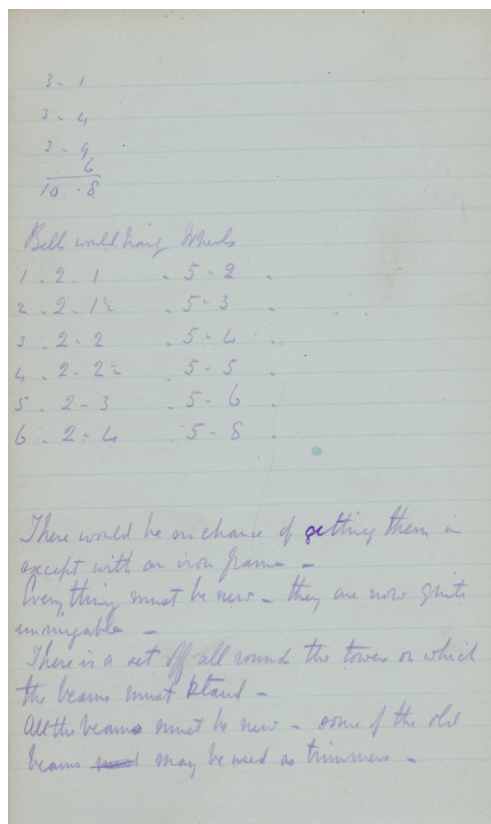 3 - 1
3 - 4
3 - 9
6
10 . 8
Bells would hang Wheels
1 . 2 . 1 . 5 - 2 .
2 . 2 . 1½ . 5 - 3 .
3 . 2 - 2 . 5 - 4 .
4 . 2 - 2½ . 5 - 5 .
5 . 2 - 3 . 5 - 6 .
6 . 2 - 4 . 5 - 8 .
There would be no chance of getting them in
except with an iron frame -
Everything must be new - they are now quite
unringable -
There is a set off all round the tower on which
the beams must stand -
All the beams must be new - some of the old
beams may be used as trimmers -